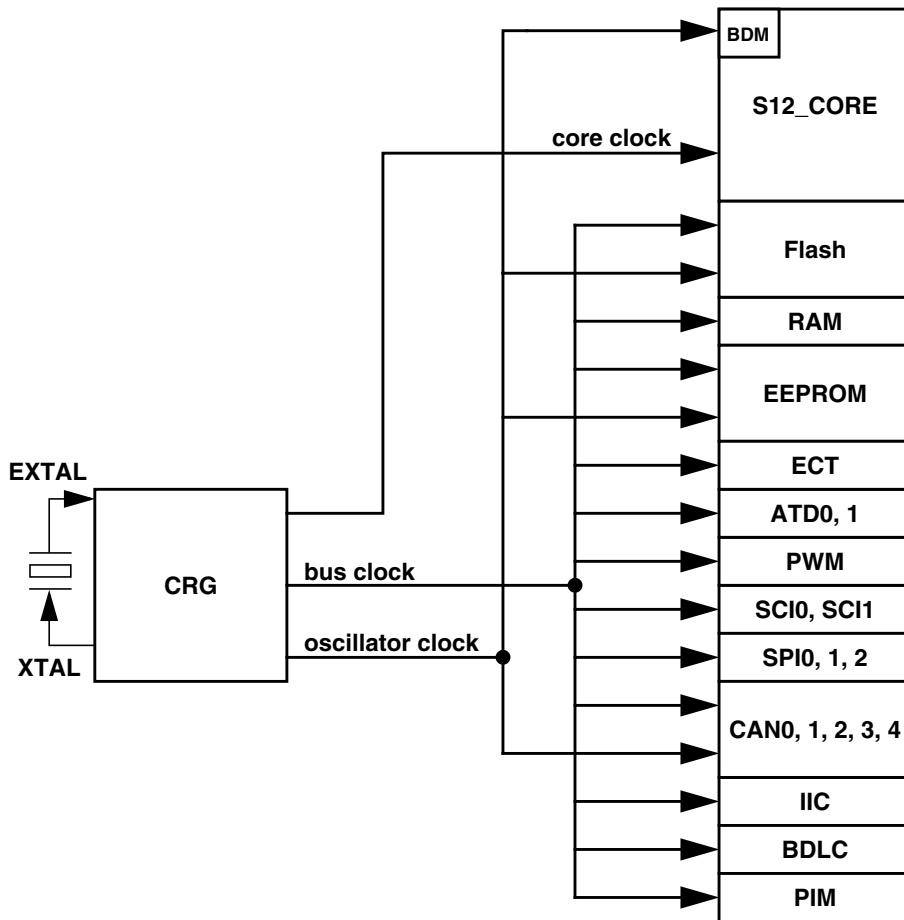 BDM
S12_CORE
core clock
Flash
RAM
EEPROM
EXTAL
ECT
ATD0, 1
CRG
bus clock
PWM
SCI0, SCI1
oscillator clock
XTAL
SPI0, 1, 2
CAN0, 1, 2, 3, 4
IIC
BDLC
PIM